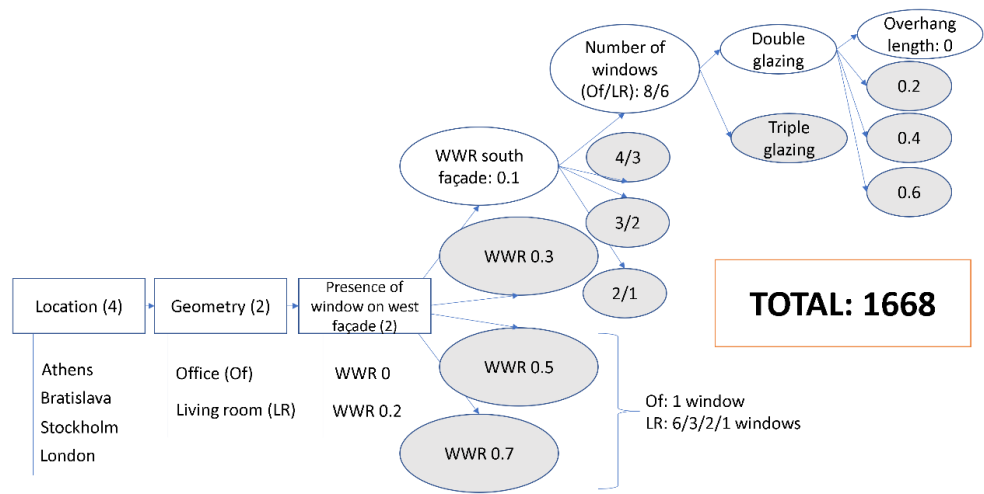 Number of
windows
(Of/LR): 8/6
Double
glazing
Overhang
length: 0
0.2
0.4
0.6
Triple
glazing
WWR south
façade: 0.1
4/3
3/2
2/1
WWR 0.3
Location (4)
Geometry (2)
Presence of
window on west
façade (2)
TOTAL: 1668
Athens
Bratislava
Stockholm
London
Office (Of)
Living room (LR)
WWR 0
WWR 0.2
WWR 0.5
WWR 0.7
Of: 1 window
LR: 6/3/2/1 windows